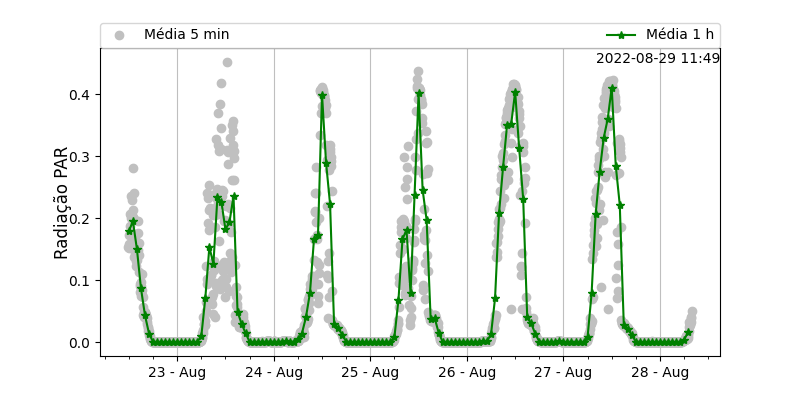 Média 5 min
Média 1 h
2022-08-29 11:49
Radiação PAR
0.4
0.3
0.2
0.1
0.0
23 - Aug
24 - Aug
25 - Aug
26 - Aug
27 - Aug
28 - Aug